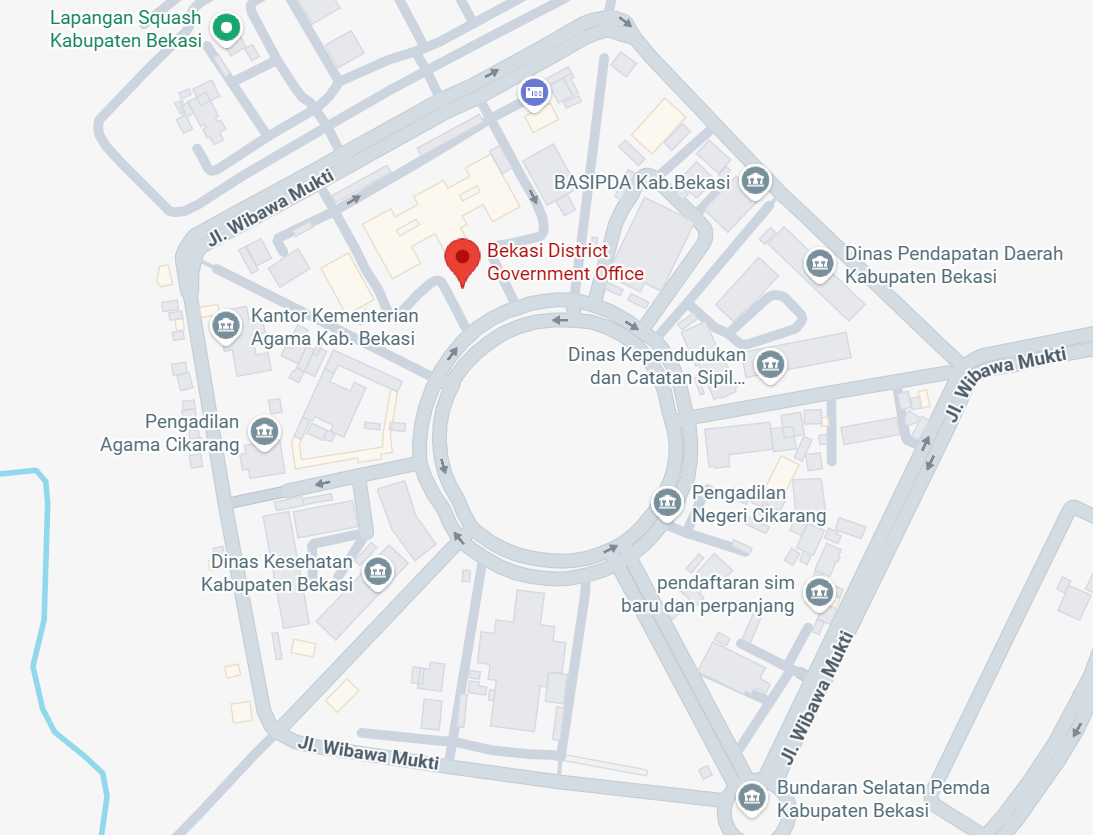 Lapangan Squash
Kabupaten Bekasi
Jl. Wibawa Mukti
BASIPDA Kab.Bekasi
Bekasi District
Government Office
Dinas Pendapatan Daerah
Kabupaten Bekasi
Kantor Kementerian
Agama Kab. Bekasi
Dinas Kependudukan
dan Catatan Sipil...
Jl. Wibawa Mukti
Pengadilan
Agama Cikarang
Pengadilan
Negeri Cikarang
Dinas Kesehatan
Kabupaten Bekasi
pendaftaran sim
baru dan perpanjang
Jl. Wibawa Mukti
Jl. Wibawa Mukti
Bundaran Selatan Pemda
Kabupaten Bekasi